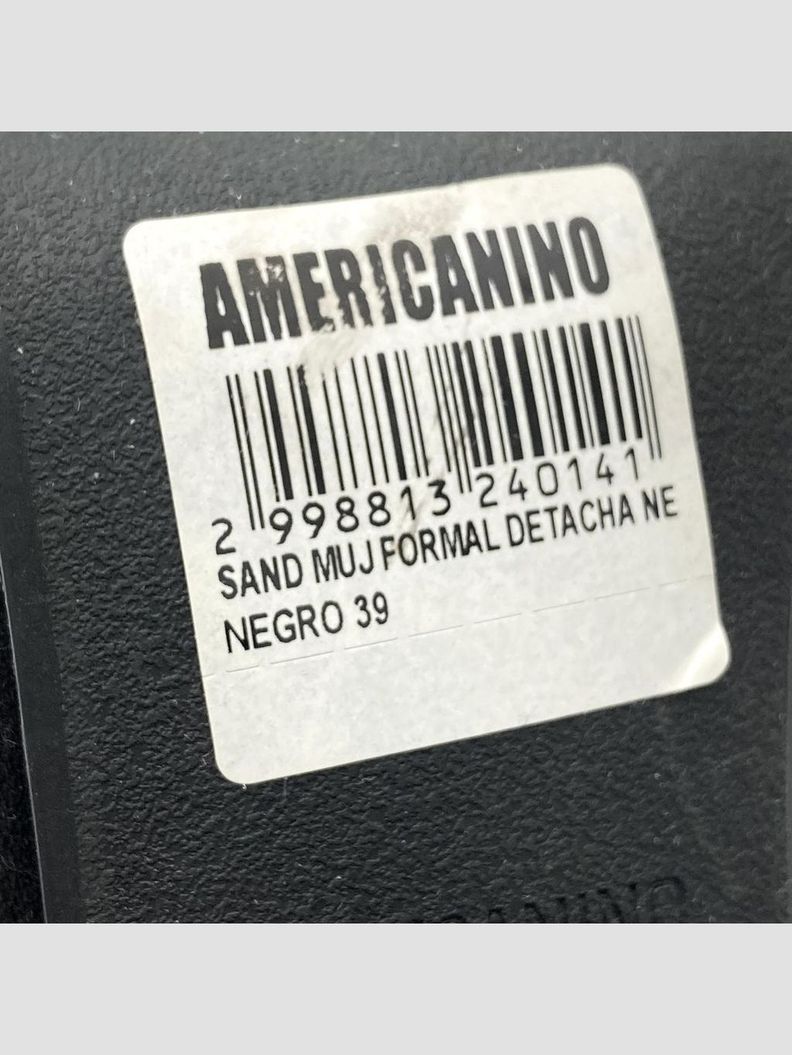 AMERICANINO
2 998813 240141
SAND MUJ FORMAL DETACHA NE
NEGRO 39